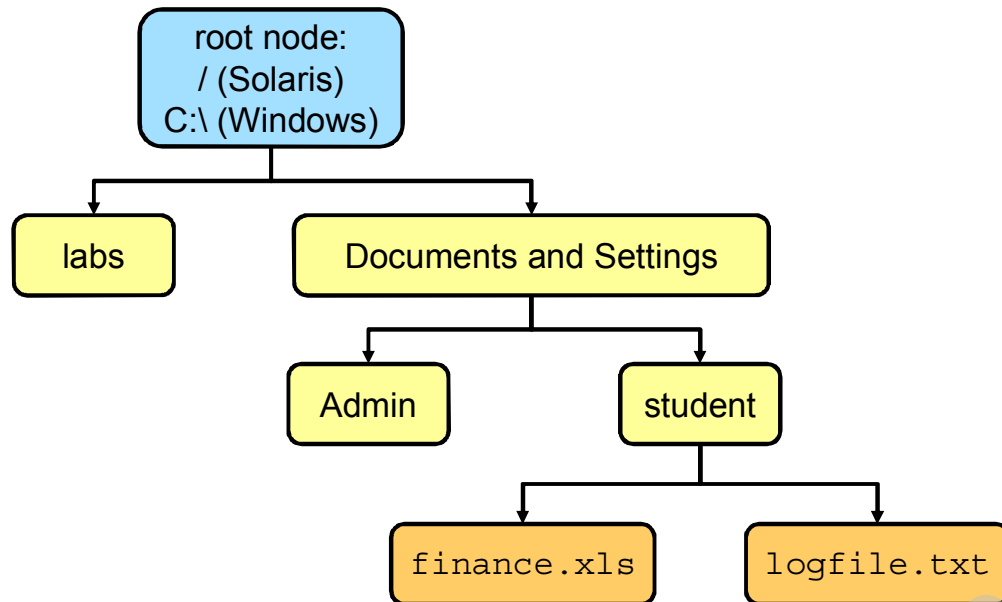 root node:
/ (Solaris)
C:\ (Windows)
labs
Documents and Settings
Admin
student
finance.xls
logfile.txt